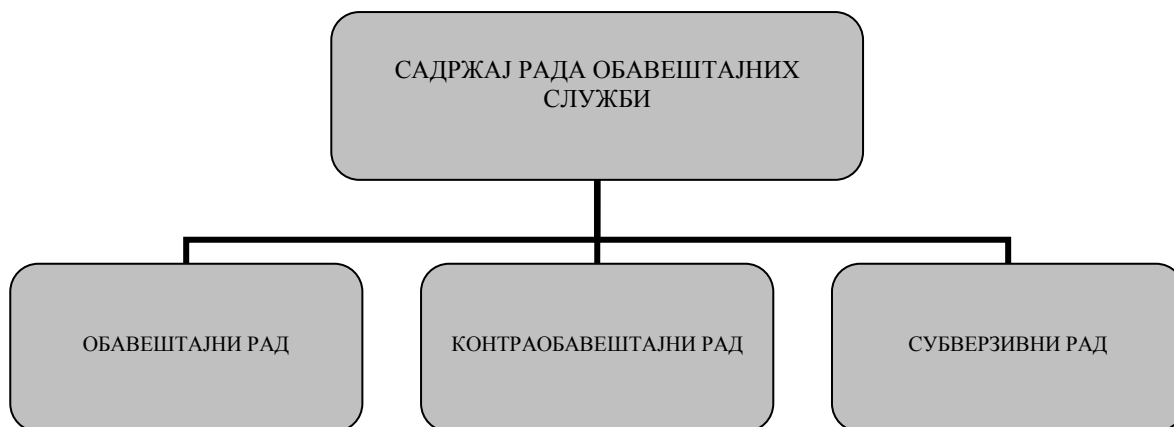 САДРЖАЈ РАДА ОБАВЕШТАЈНИХ
СЛУЖБИ
ОБАВЕШТАЈНИ РАД
КОНТРАОБАВЕШТАЈНИ РАД
СУБВЕРЗИВНИ РАД